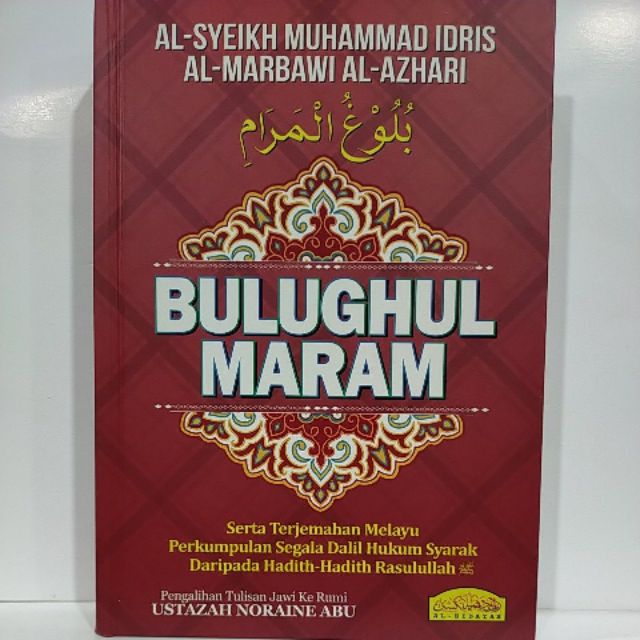 AL-SYEIKH MUHAMMAD IDRIS
AL-MARBAWI AL-AZHARI
بُلُوْغُ الْمَرَامِ
BULUGHUL
MARAM
Serta Terjemahan Melayu
Perkumpulan Segala Dalil Hukum Syarak
Daripada Hadith-Hadith Rasulullah ﷺ
Pengalihan Tulisan Jawi Ke Rumi
USTAZAH NORAINE ABU
AL-HIDAYAH